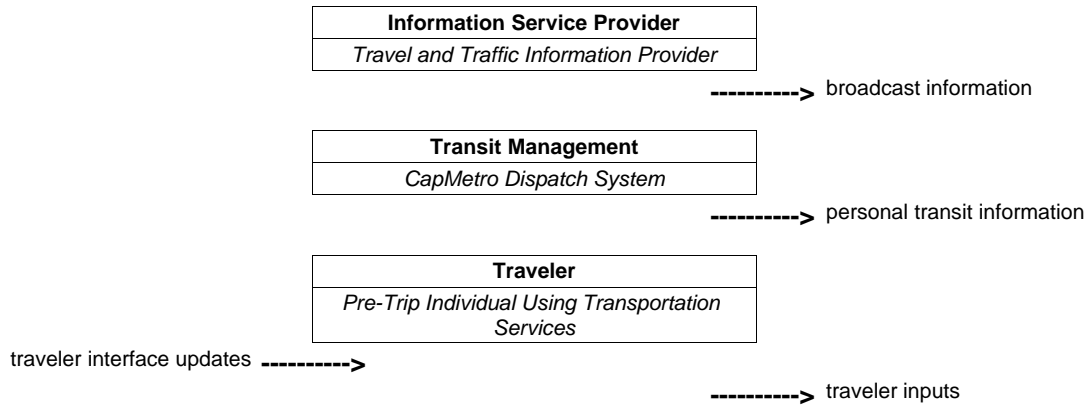 Information Service Provider
Travel and Traffic Information Provider
broadcast information
Transit Management
CapMetro Dispatch System
personal transit information
Traveler
Pre-Trip Individual Using Transportation
Services
traveler interface updates
traveler inputs